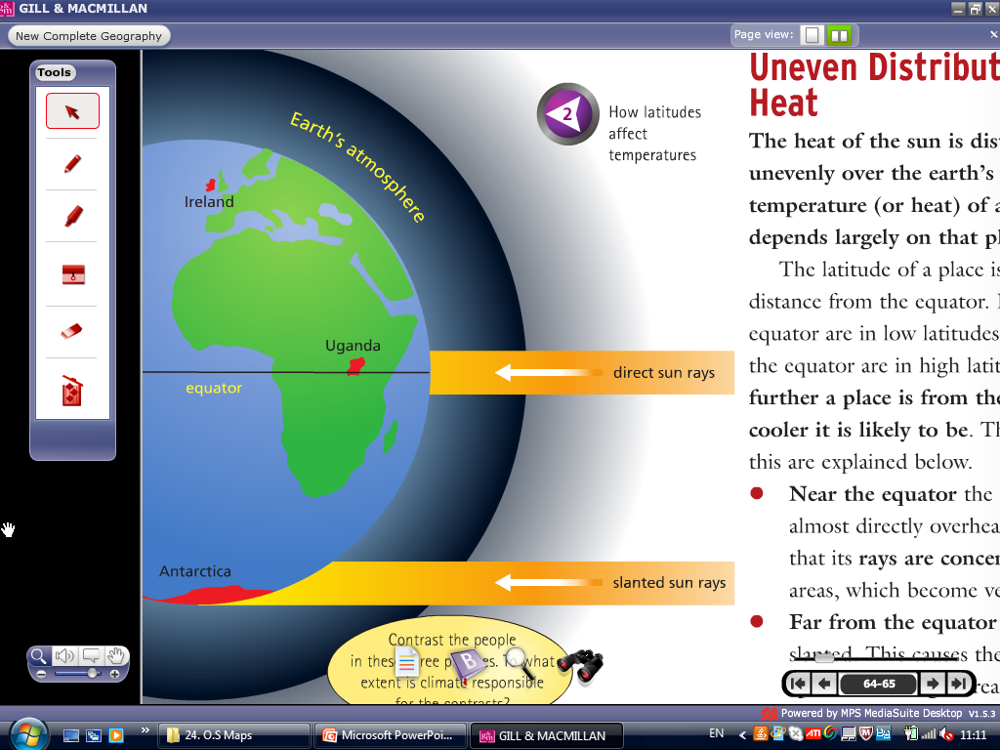 GILL & MACMILLAN
New Complete Geography
Page view:
Tools
Earth's atmosphere
Ireland
Uganda
equator
Antarctica
2
How latitudes
affect
temperatures
direct sun rays
slanted sun rays
Contrast the people
in these ree p es. To what
extent is climate responsible
for the contrasts?
B
Uneven Distribut
Heat
The heat of the sun is dist
unevenly over the earth's
temperature (or heat) of a
depends largely on that pl
The latitude of a place is
distance from the equator.
equator are in low latitudes
the equator are in high latit
further a place is from the
cooler it is likely to be. Th
this are explained below.
Near the equator the
almost directly overhea
that its rays are concen
areas, which become ve
Far from the equator
slanted. This causes the
rea
64-65
Powered by MPS MediaSuite Desktop v1.5.3
24. O.S Maps
Microsoft PowerPoi...
GILL & MACMILLAN
EN
ATI
11:11